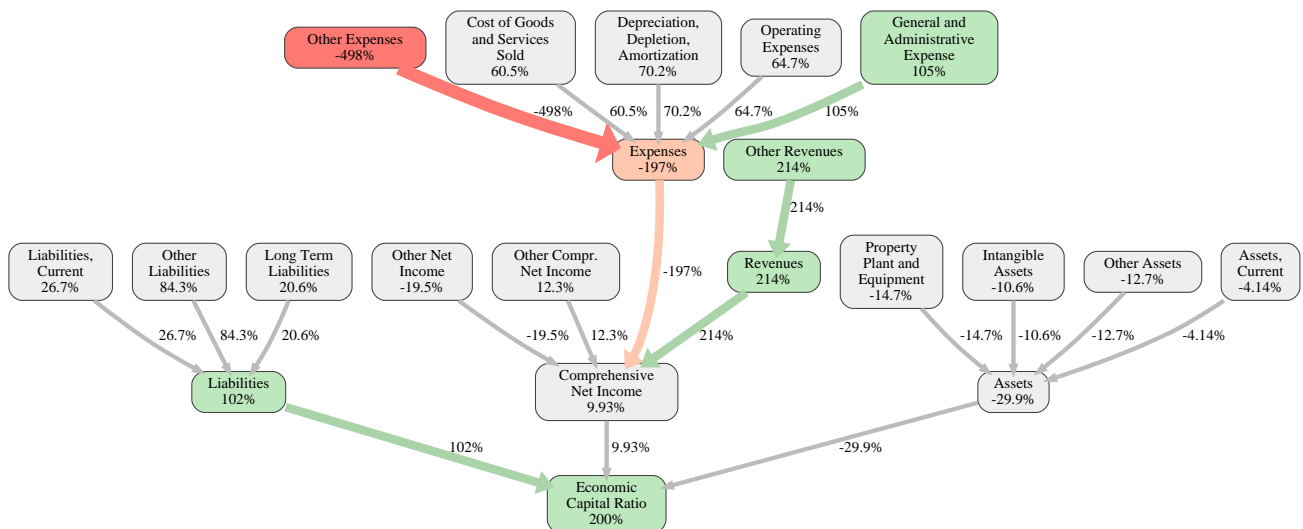 Other Expenses
-498%
Cost of Goods
and Services
Sold
60.5%
Depreciation,
Depletion,
Amortization
70.2%
Operating
Expenses
64.7%
General and
Administrative
Expense
105%
-498%
60.5%
70.2%
64.7%
105%
Expenses
-197%
Other Revenues
214%
214%
Liabilities,
Current
26.7%
Other
Liabilities
84.3%
Long Term
Liabilities
20.6%
Other Net
Income
-19.5%
Other Compr.
Net Income
12.3%
-197%
Revenues
214%
Property
Plant and
Equipment
-14.7%
Intangible
Assets
-10.6%
Other Assets
-12.7%
Assets,
Current
-4.14%
26.7%
84.3%
20.6%
-19.5%
12.3%
214%
-14.7%
-10.6%
-12.7%
-4.14%
Liabilities
102%
Comprehensive
Net Income
9.93%
Assets
-29.9%
102%
9.93%
-29.9%
Economic
Capital Ratio
200%